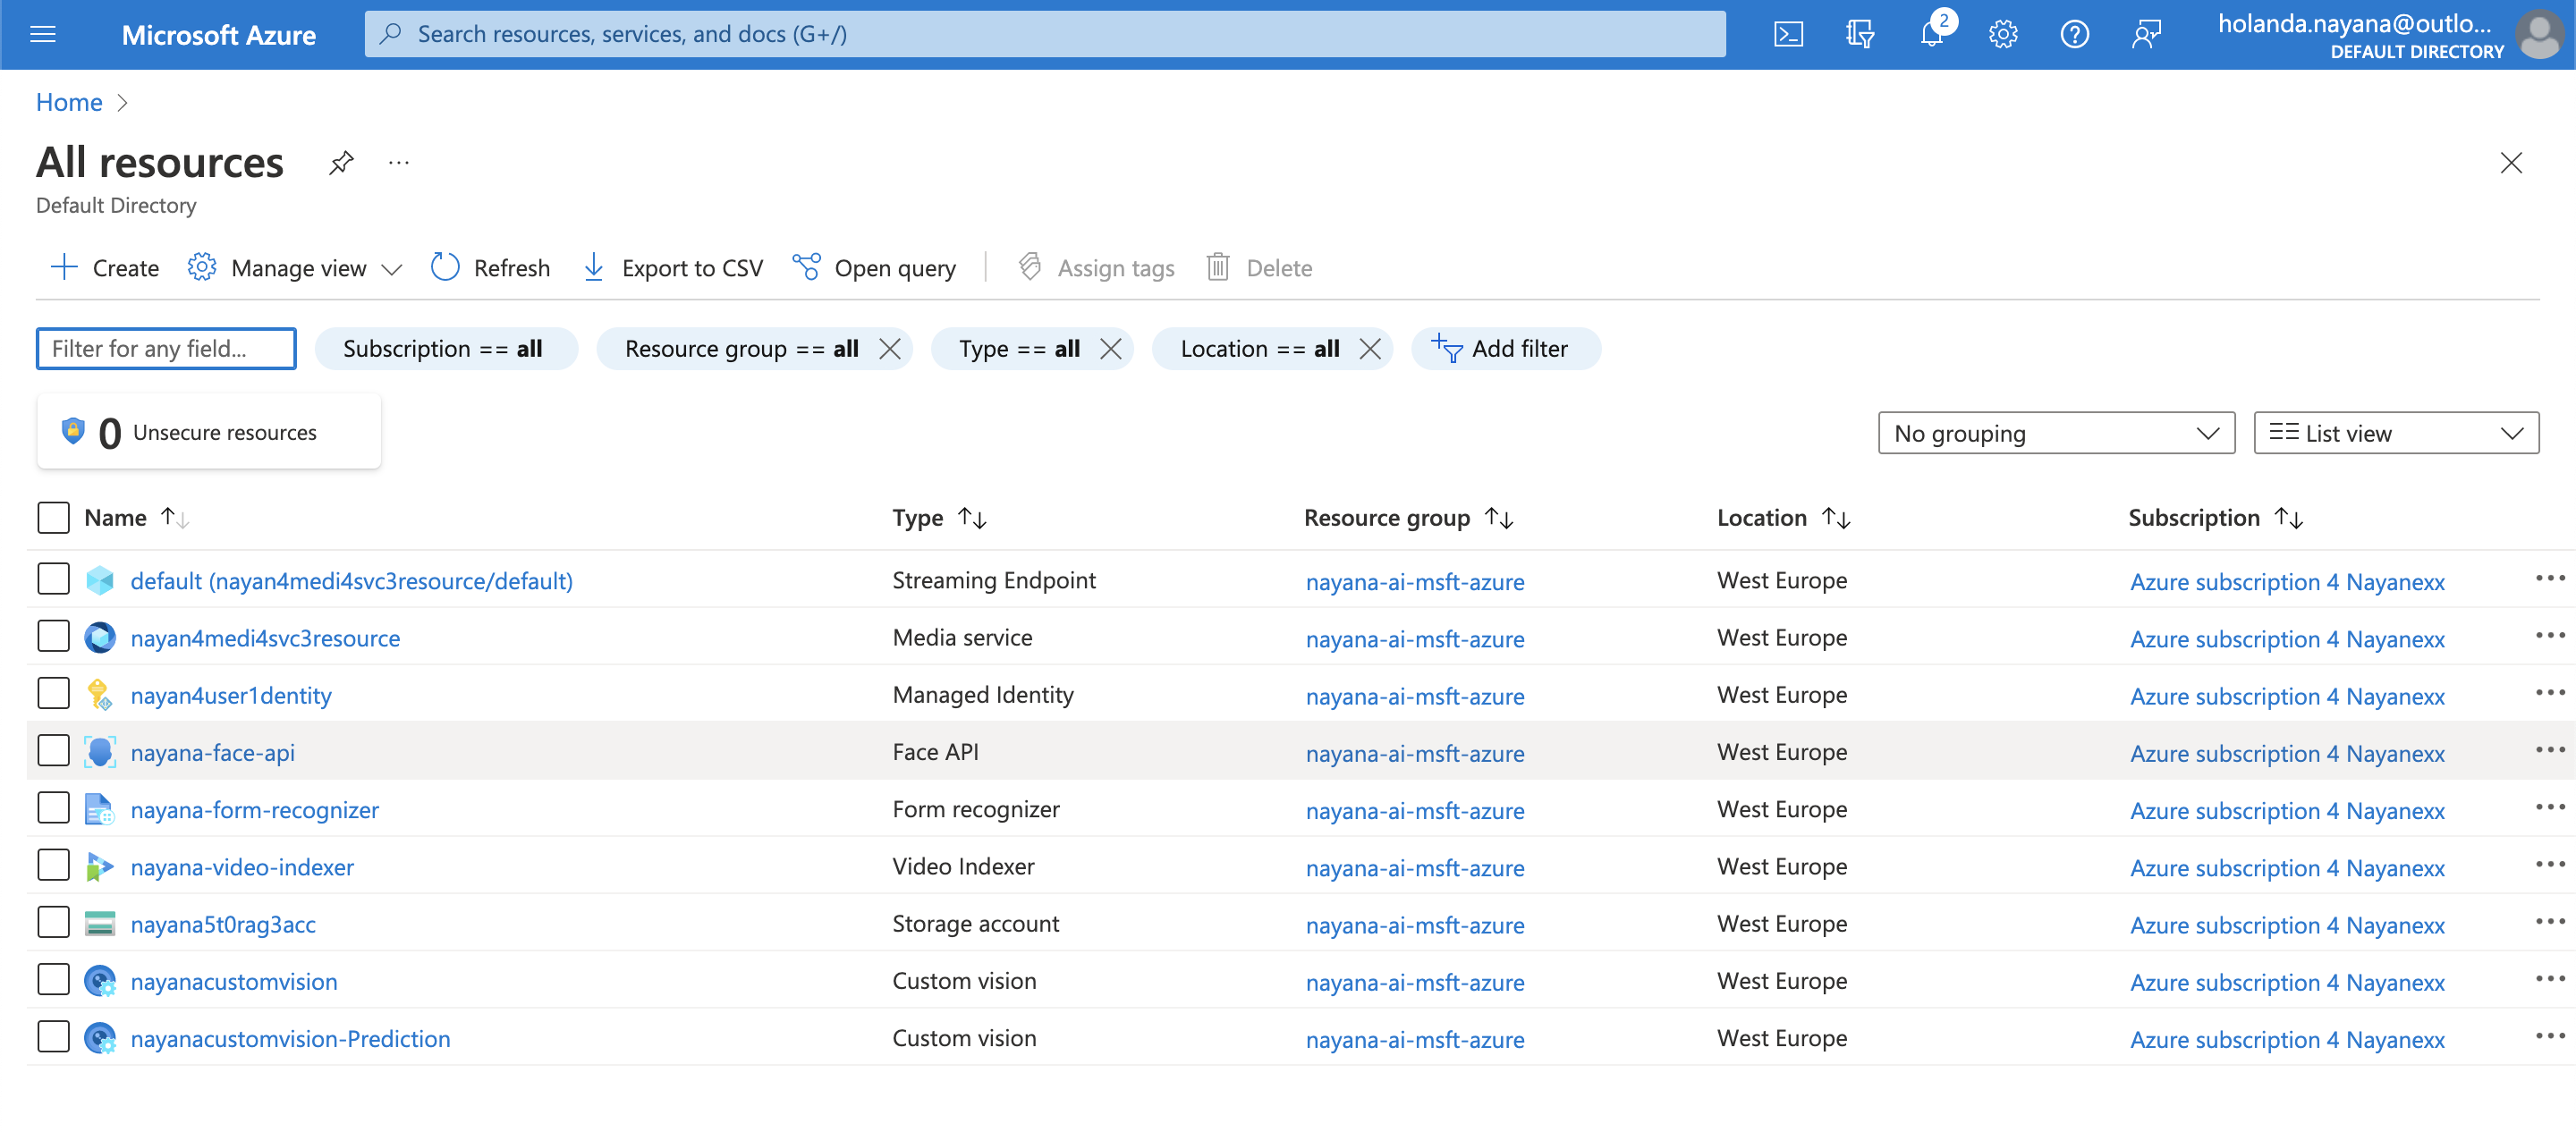 Microsoft Azure
Search resources, services, and docs (G+/)
2
holanda.nayana@outlo...
DEFAULT DIRECTORY
Home
All resources
Default Directory
Create Manage view Refresh Export to CSV Open query Assign tags Delete
Filter for any field... Subscription == all Resource group == all Type == all Location == all Add filter
0 Unsecure resources No grouping List view
Name Type Resource group Location Subscription
default (nayan4medi4svc3resource/default) Streaming Endpoint nayana-ai-msft-azure West Europe Azure subscription 4 Nayanexx
nayan4medi4svc3resource Media service nayana-ai-msft-azure West Europe Azure subscription 4 Nayanexx
nayan4user1dentity Managed Identity nayana-ai-msft-azure West Europe Azure subscription 4 Nayanexx
nayana-face-api Face API nayana-ai-msft-azure West Europe Azure subscription 4 Nayanexx
nayana-form-recognizer Form recognizer nayana-ai-msft-azure West Europe Azure subscription 4 Nayanexx
nayana-video-indexer Video Indexer nayana-ai-msft-azure West Europe Azure subscription 4 Nayanexx
nayana5t0rag3acc Storage account nayana-ai-msft-azure West Europe Azure subscription 4 Nayanexx
nayanacustomvision Custom vision nayana-ai-msft-azure West Europe Azure subscription 4 Nayanexx
nayanacustomvision-Prediction Custom vision nayana-ai-msft-azure West Europe Azure subscription 4 Nayanexx